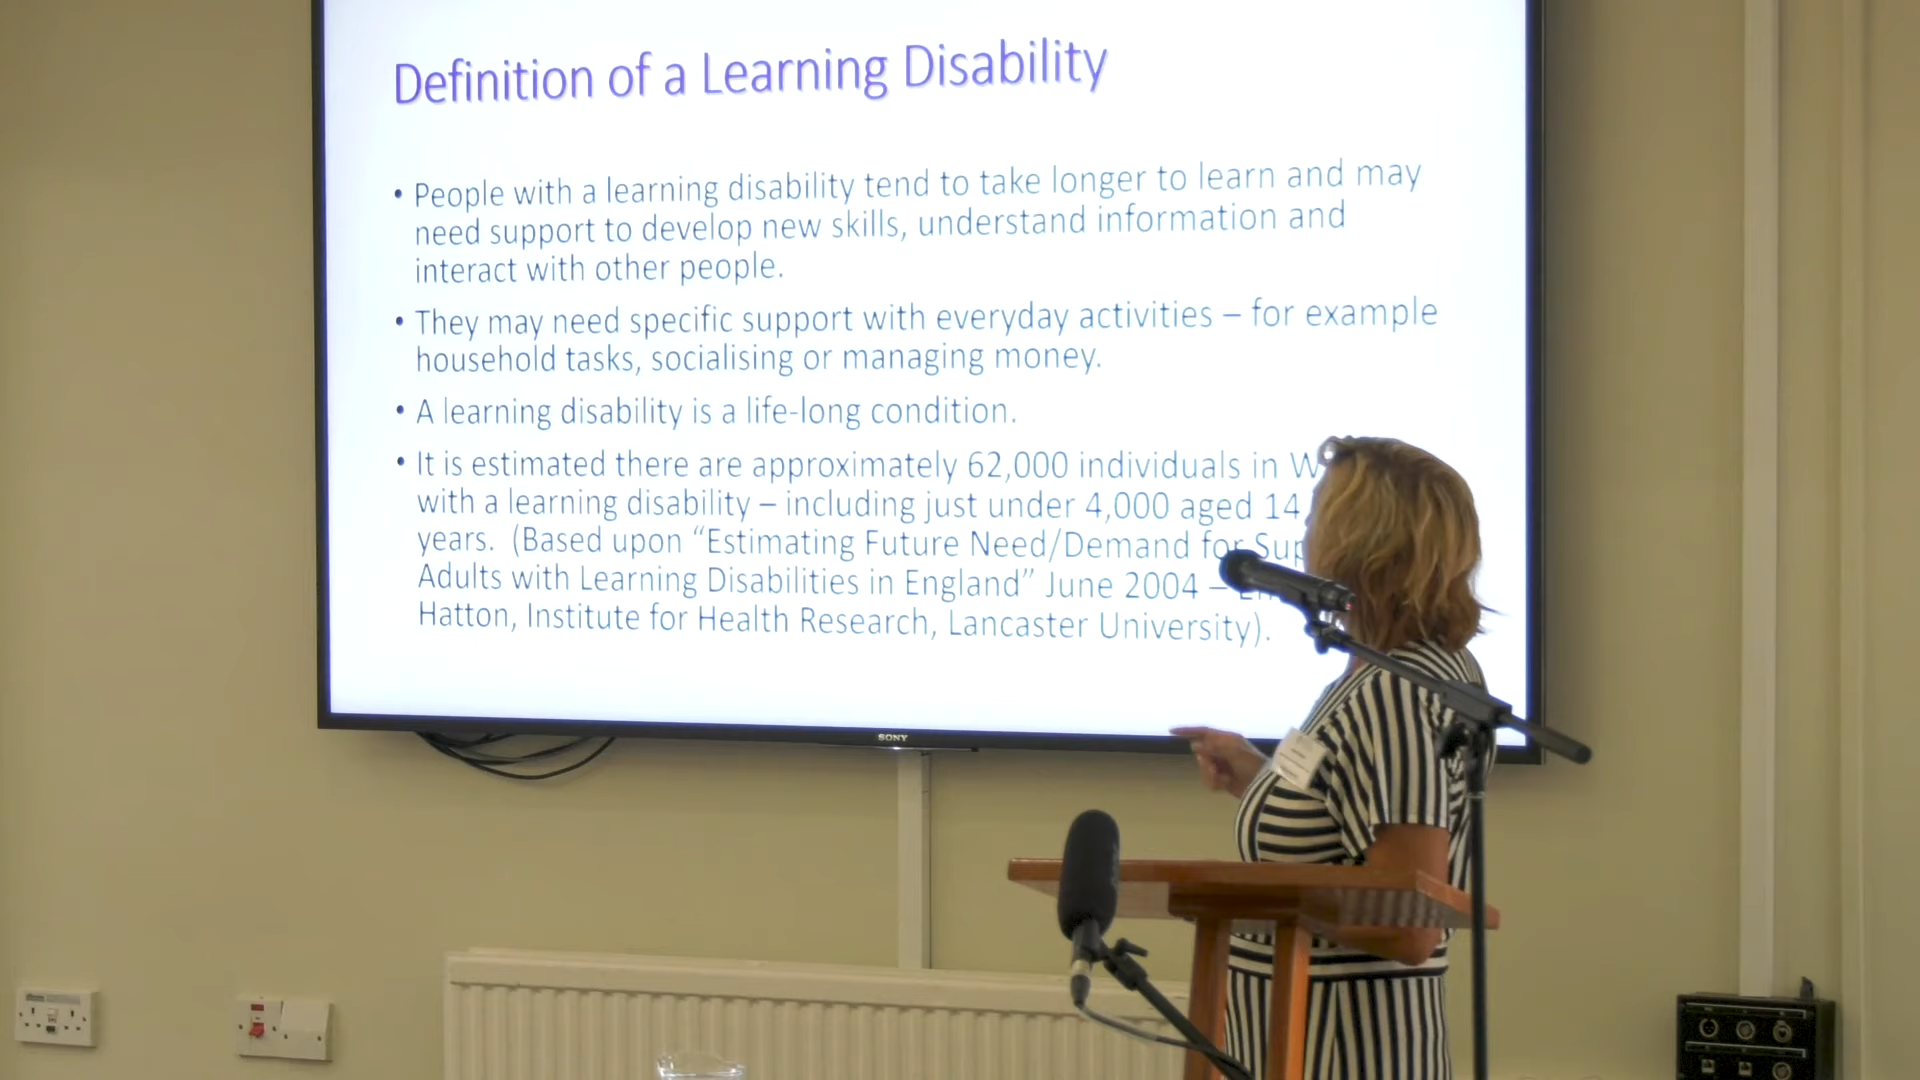 Definition of a Learning Disability
• People with a learning disability tend to take longer to learn and may
need support to develop new skills, understand information and
interact with other people.
• They may need specific support with everyday activities – for example
household tasks, socialising or managing money.
• A learning disability is a life-long condition.
• It is estimated there are approximately 62,000 individuals in
with a learning disability – including just under 4,000 aged 14
years. (Based upon “Estimating Future Need/Demand for
Adults with Learning Disabilities in England” June 2004 –
Hatton, Institute for Health Research, Lancaster University).
SONY